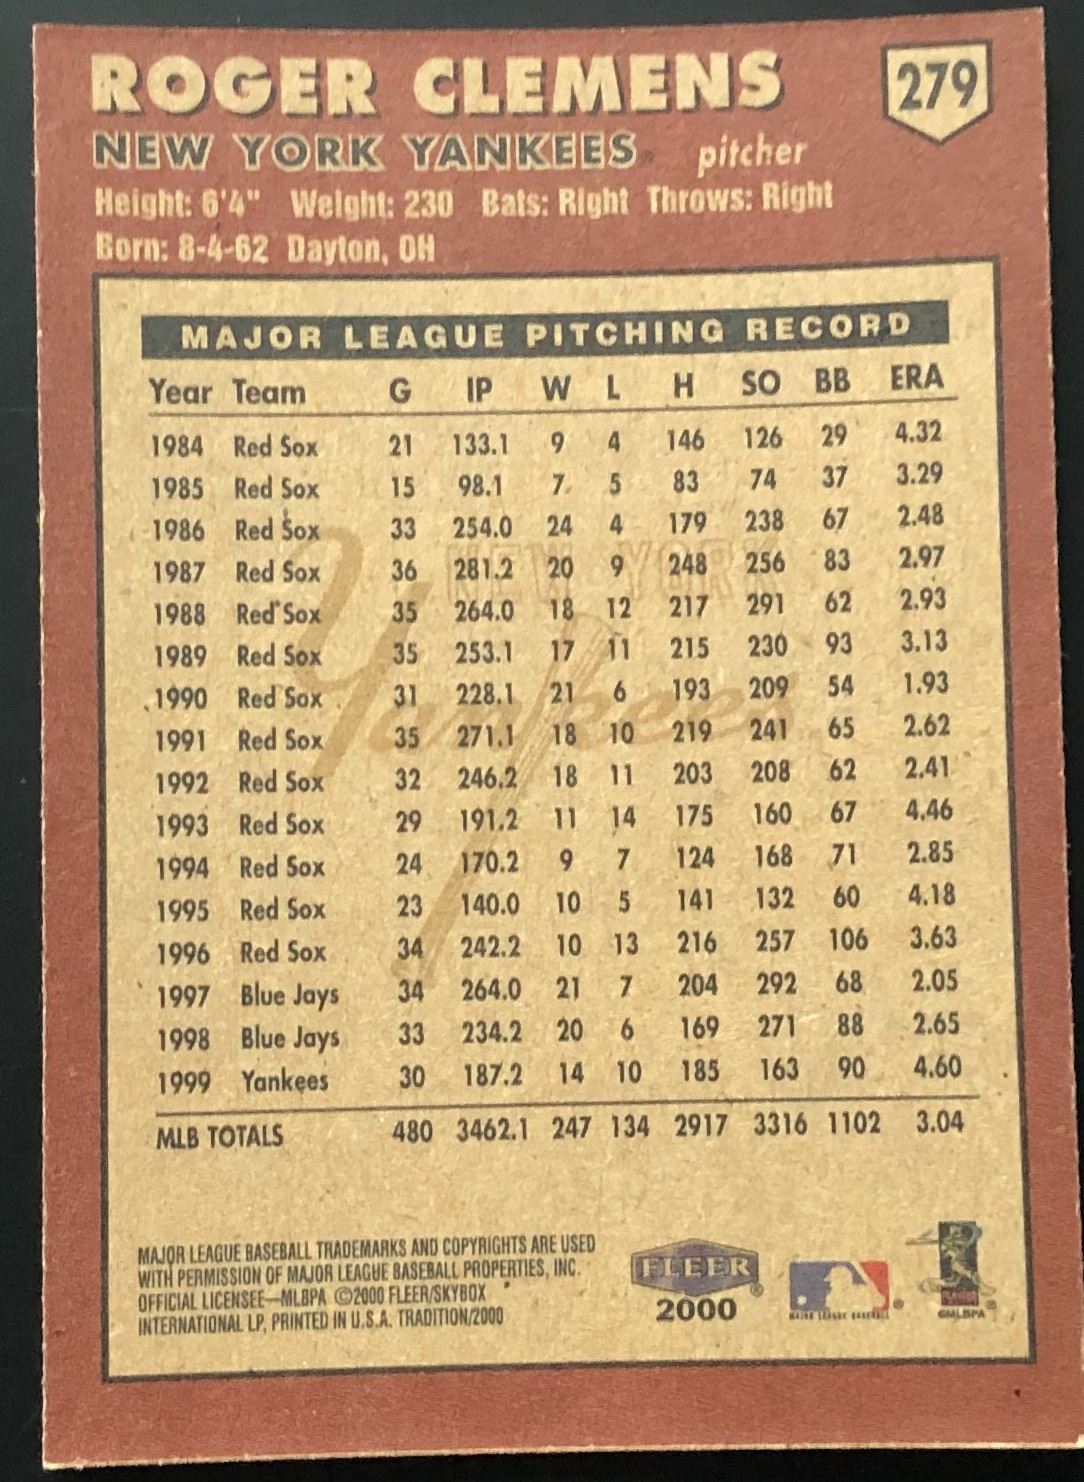 ROGER CLEMENS
279
NEW YORK YANKEES® pitcher
Height: 6'4" Weight: 230 Bats: Right Throws: Right
Born: 8-4-62 Dayton, OH
MAJOR LEAGUE PITCHING RECORD
Year Team G IP W L H SO BB ERA
1984 Red Sox 21 133.1 9 4 146 126 29 4.32
1985 Red Sox 15 98.1 7 5 83 74 37 3.29
1986 Red Sox 33 254.0 24 4 179 238 67 2.48
1987 Red Sox 36 281.2 20 9 248 256 83 2.97
1988 Red Sox 35 264.0 18 12 217 291 62 2.93
1989 Red Sox 35 253.1 17 11 215 230 93 3.13
1990 Red Sox 31 228.1 21 6 193 209 54 1.93
1991 Red Sox 35 271.1 18 10 219 241 65 2.62
1992 Red Sox 32 246.2 18 11 203 208 62 2.41
1993 Red Sox 29 191.2 11 14 175 160 67 4.46
1994 Red Sox 24 170.2 9 7 124 168 71 2.85
1995 Red Sox 23 140.0 10 5 141 132 60 4.18
1996 Red Sox 34 242.2 10 13 216 257 106 3.63
1997 Blue Jays 34 264.0 21 7 204 292 68 2.05
1998 Blue Jays 33 234.2 20 6 169 271 88 2.65
1999 Yankees 30 187.2 14 10 185 163 90 4.60
MLB TOTALS 480 3462.1 247 134 2917 3316 1102 3.04
NEW YORK
Yankees
MAJOR LEAGUE BASEBALL TRADEMARKS AND COPYRIGHTS ARE USED
WITH PERMISSION OF MAJOR LEAGUE BASEBALL PROPERTIES, INC.
OFFICIAL LICENSEE—MLBPA ©2000 FLEER/SKYBOX
INTERNATIONAL LP, PRINTED IN U.S.A. TRADITION/2000
FLEER®
2000
MAJOR LEAGUE BASEBALL
©MLBPA